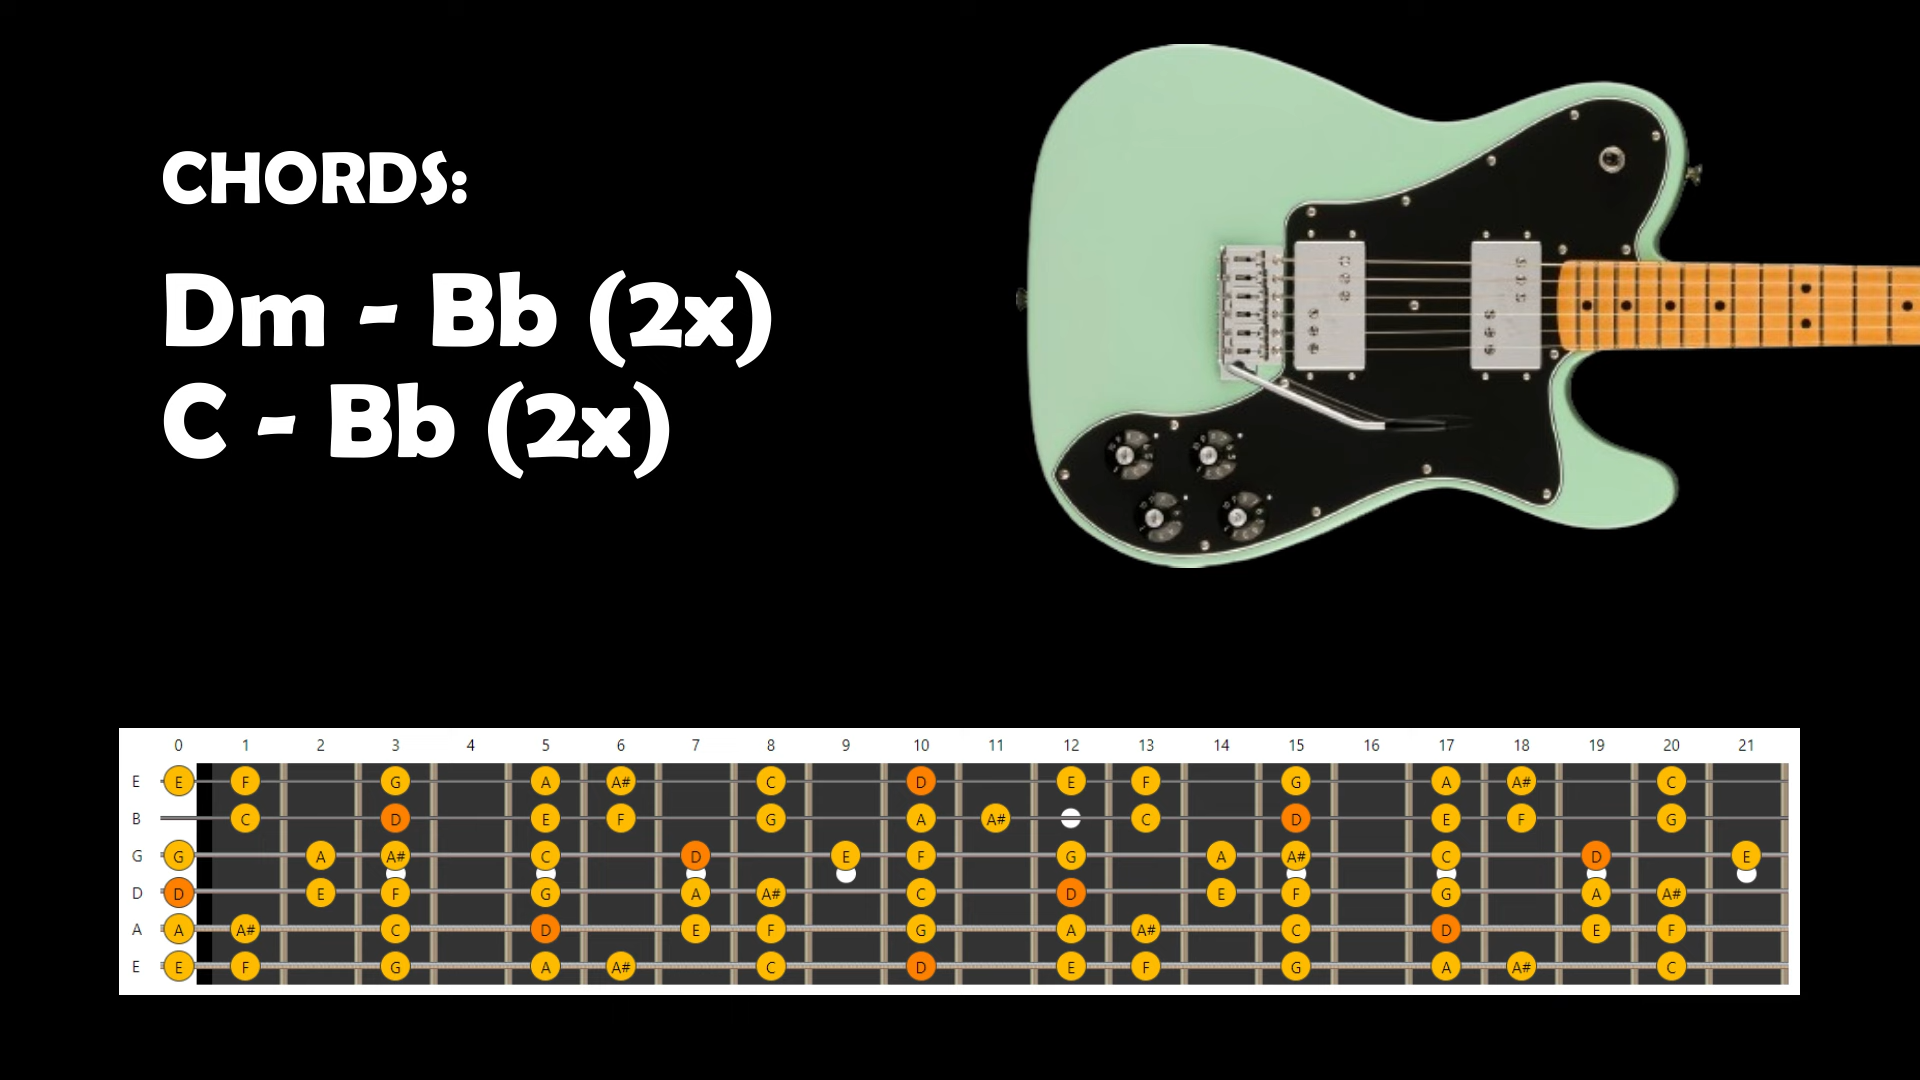 CHORDS:
Dm - Bb (2x)
C - Bb (2x)
0 1 2 3 4 5 6 7 8 9 10 11 12 13 14 15 16 17 18 19 20 21
E E F G A A# C D E F G A A# C
B C D E F G A A# C D E F G
G G A A# C D E F G A A# C D E
D D E F G A A# C D E F G A A#
A A A# C D E F G A A# C D E F
E E F G A A# C D E F G A A# C